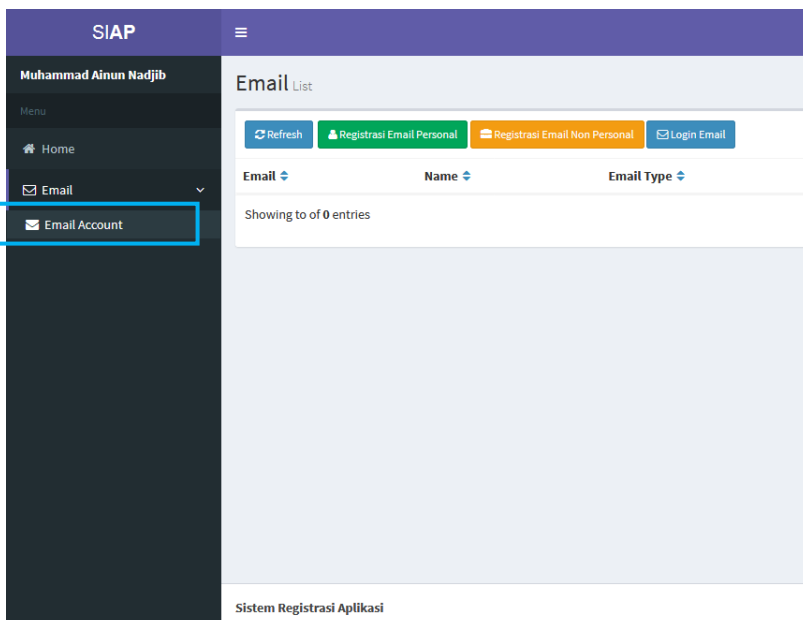 SIAP
Muhammad Ainun Nadjib
Menu
Home
Email
Email Account
Email List
Refresh Registrasi Email Personal Registrasi Email Non Personal Login Email
Email Name Email Type
Showing to of 0 entries
Sistem Registrasi Aplikasi